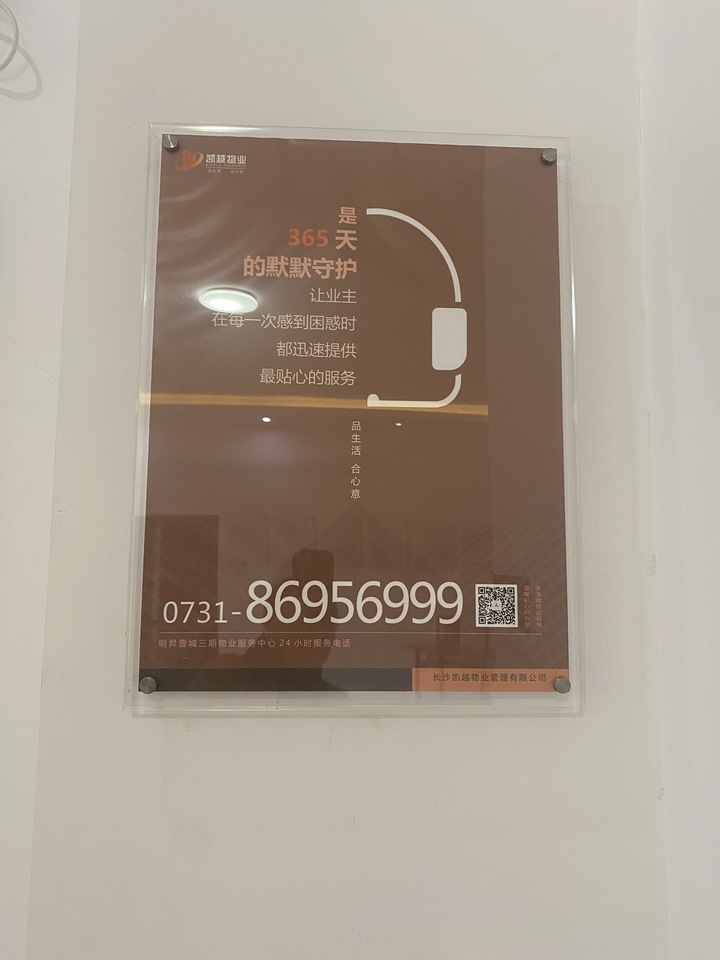 凯越物业
是
365 天
的默默守护
让业主
在每一次感到困惑时
都迅速提供
最贴心的服务
品生活 合心意
0731-86956999
明昇壹城三期物业服务中心 24 小时服务电话
长沙凯越物业管理有限公司